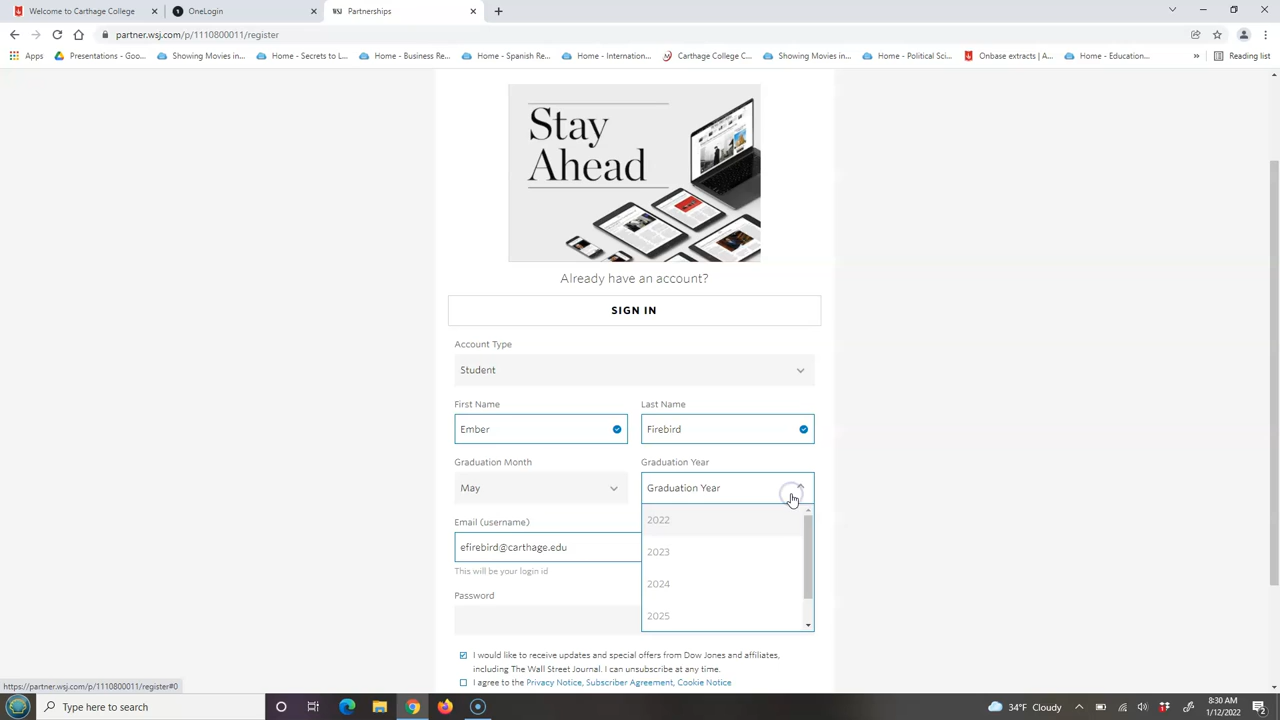 Welcome to Carthage College
OneLogin
Partnerships
partner.wsj.com/p/1110800011/register
Apps
Presentations - Goo...
Showing Movies in...
Home - Secrets to L...
Home - Business Re...
Home - Spanish Re...
Home - Internation...
Carthage College C...
Showing Movies in...
Home - Political Sci...
Onbase extracts | A...
Home - Education...
Reading list
Stay
Ahead
Already have an account?
SIGN IN
Account Type
Student
First Name
Last Name
Ember
Firebird
Graduation Month
Graduation Year
May
Graduation Year
2022
Email (username)
efirebird@carthage.edu
2023
This will be your login id
2024
Password
2025
I would like to receive updates and special offers from Dow Jones and affiliates,
including The Wall Street Journal. I can unsubscribe at any time.
I agree to the Privacy Notice, Subscriber Agreement, Cookie Notice
https://partner.wsj.com/p/1110800011/register#0
Type here to search
34°F Cloudy
8:30 AM
1/12/2022